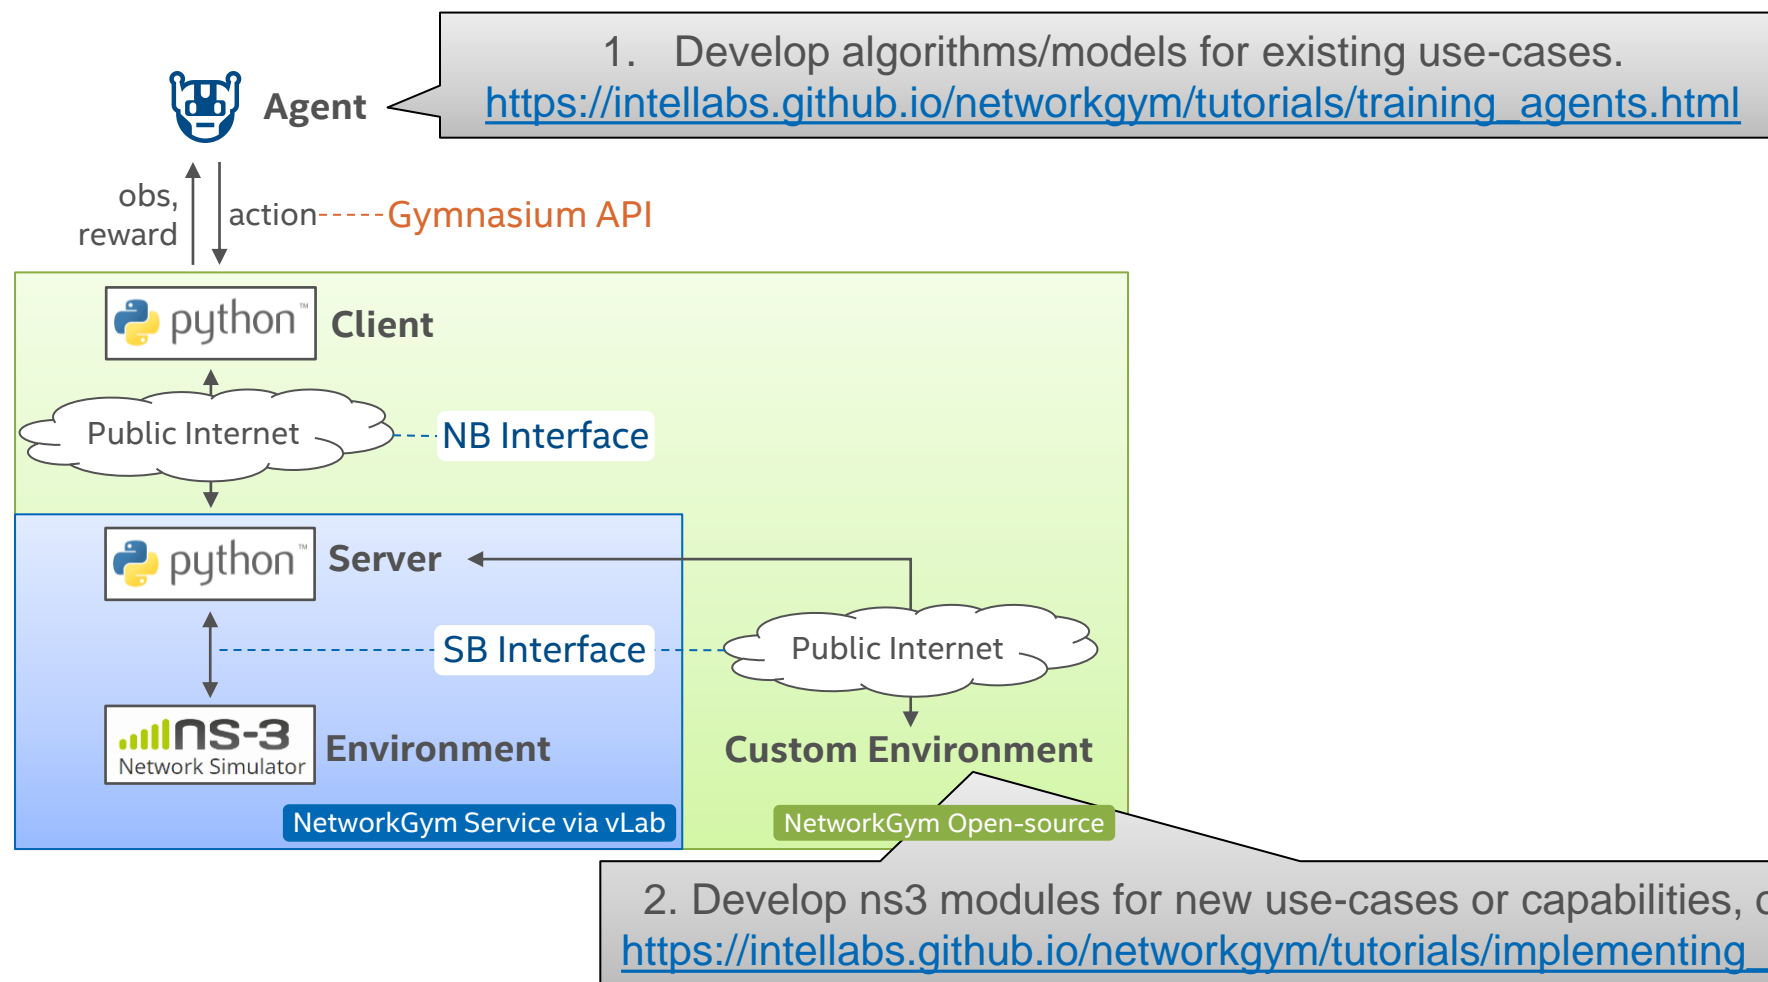 1. Develop algorithms/models for existing use-cases.
https://intellabs.github.io/networkgym/tutorials/training_agents.html
Agent
obs,
reward
action
Gymnasium API
python™
Client
Public Internet
NB Interface
python™
Server
SB Interface
Public Internet
ns-3
Network Simulator
Environment
Custom Environment
NetworkGym Service via vLab
NetworkGym Open-source
2. Develop ns3 modules for new use-cases or capabilities,
https://intellabs.github.io/networkgym/tutorials/implementing_